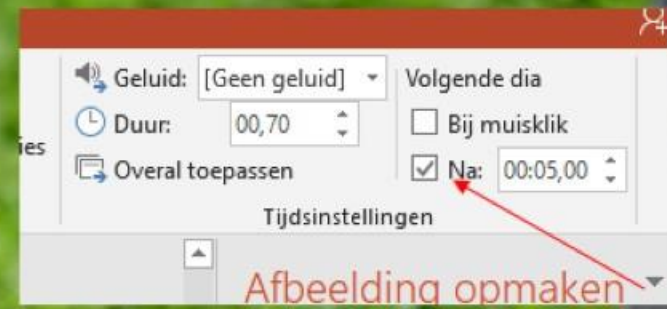 Geluid: [Geen geluid] Volgende dia
Duur: 00,70 Bij muisklik
ies Overal toepassen Na: 00:05,00
Tijdsinstellingen
Afbeelding opmaken